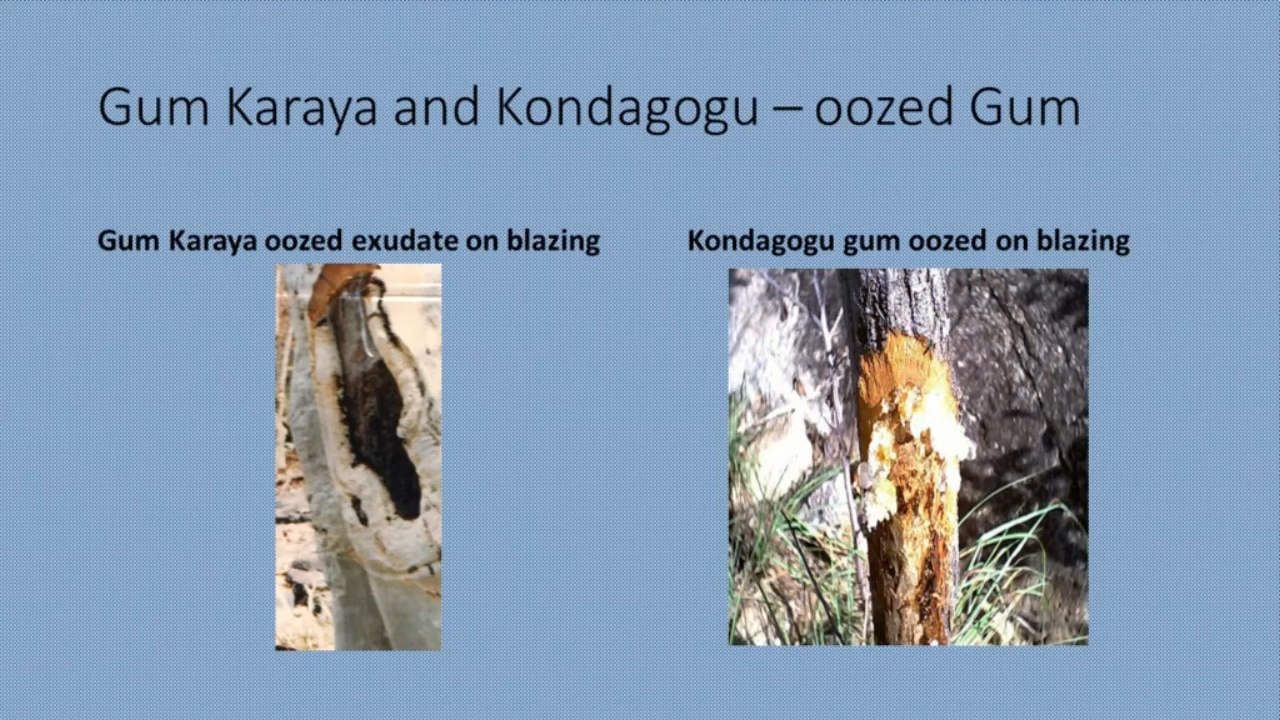 Gum Karaya and Kondagogu – oozed Gum
Gum Karaya oozed exudate on blazing
Kondagogu gum oozed on blazing